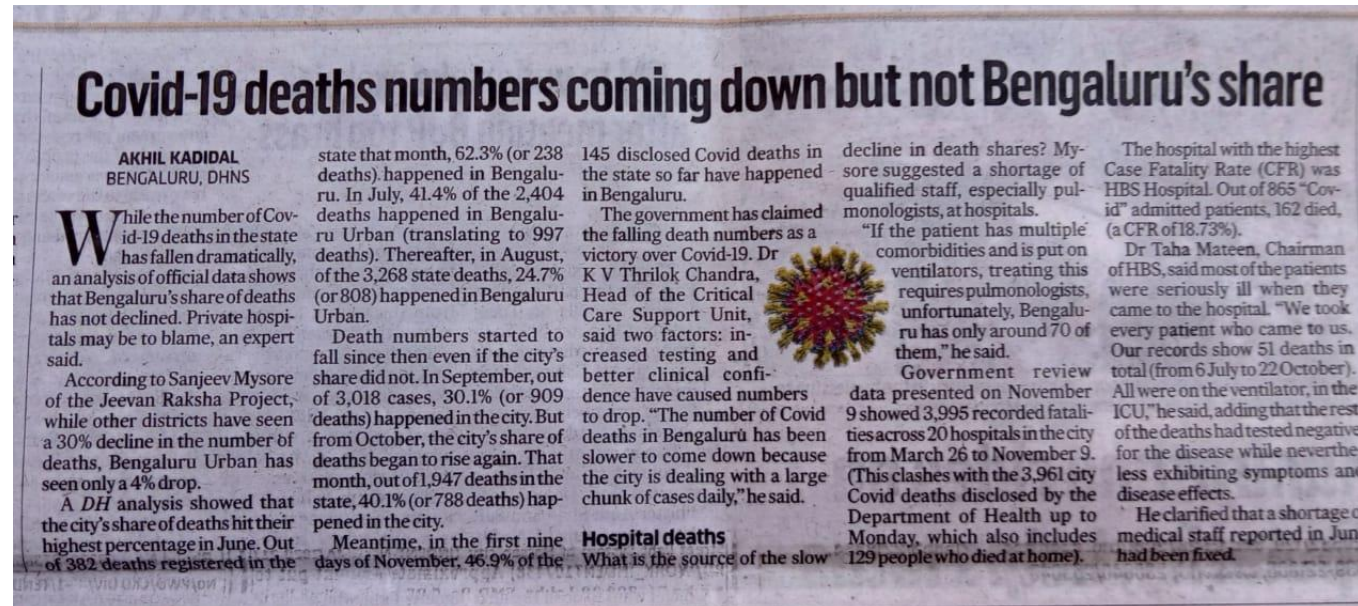 Covid-19 deaths numbers coming down but not Bengaluru's share
AKHIL KADIDAL
BENGALURU, DHNS
While the number of Cov-
id-19 deaths in the state
has fallen dramatically,
an analysis of official data shows
that Bengaluru's share of deaths
has not declined. Private hospi-
tals may be to blame, an expert
said.
According to Sanjeev Mysore
of the Jeevan Raksha Project,
while other districts have seen
a 30% decline in the number of
deaths, Bengaluru Urban has
seen only a 4% drop.
A DH analysis showed that
the city's share of deaths hit their
highest percentage in June. Out
of 382 deaths registered in the
state that month, 62.3% (or 238
deaths) happened in Bengalu-
ru. In July, 41.4% of the 2,404
deaths happened in Bengalu-
ru Urban (translating to 997
deaths). Thereafter, in August,
of the 3,268 state deaths, 24.7%
(or 808) happened in Bengaluru
Urban.
Death numbers started to
fall since then even if the city's
share did not. In September, out
of 3,018 cases, 30.1% (or 909
deaths) happened in the city. But
from October, the city's share of
deaths began to rise again. That
month, out of 1,947 deaths in the
state, 40.1% (or 788 deaths) hap-
pened in the city.
Meantime, in the first nine
days of November, 46.9% of the
145 disclosed Covid deaths in
the state so far have happened
in Bengaluru.
The government has claimed
the falling death numbers as a
victory over Covid-19. Dr
K V Thrilok Chandra,
Head of the Critical
Care Support Unit,
said two factors: in-
creased testing and
better clinical confi-
dence have caused numbers
to drop. "The number of Covid
deaths in Bengaluru has been
slower to come down because
the city is dealing with a large
chunk of cases daily," he said.
Hospital deaths
What is the source of the slow
decline in death shares? My-
sore suggested a shortage of
qualified staff, especially pul-
monologists, at hospitals.
"If the patient has multiple
comorbidities and is put on
ventilators, treating this
requires pulmonologists,
unfortunately, Bengalu-
ru has only around 70 of
them," he said.
Government review
data presented on November
9 showed 3,995 recorded fatali-
ties across 20 hospitals in the city
from March 26 to November 9.
(This clashes with the 3,961 city
Covid deaths disclosed by the
Department of Health up to
Monday, which also includes
129 people who died at home).
The hospital with the highest
Case Fatality Rate (CFR) was
HBS Hospital. Out of 865 "Cov-
id" admitted patients, 162 died,
(a CFR of 18.73%).
Dr Taha Mateen, Chairman
of HBS, said most of the patients
were seriously ill when they
came to the hospital. "We took
every patient who came to us.
Our records show 51 deaths in
total (from 6 July to 22 October).
All were on the ventilator, in the
ICU," he said, adding that the rest
of the deaths had tested negative
for the disease while neverthe
less exhibiting symptoms an
disease effects.
He clarified that a shortage
medical staff reported in Jun
had been fixed.